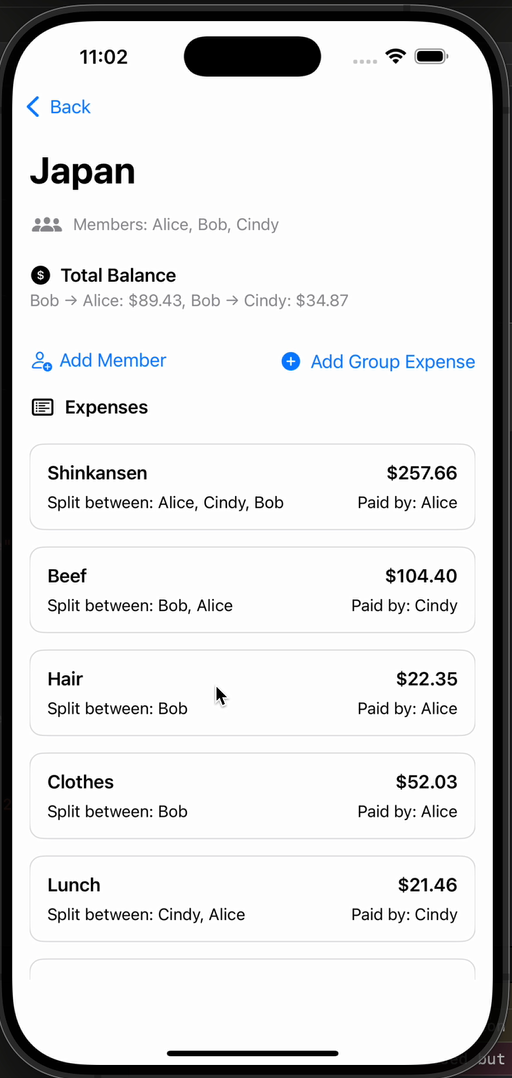 11:02
Back
Japan
Members: Alice, Bob, Cindy
Total Balance
Bob → Alice: $89.43, Bob → Cindy: $34.87
Add Member
Add Group Expense
Expenses
Shinkansen $257.66
Split between: Alice, Cindy, Bob Paid by: Alice
Beef $104.40
Split between: Bob, Alice Paid by: Cindy
Hair $22.35
Split between: Bob Paid by: Alice
Clothes $52.03
Split between: Bob Paid by: Alice
Lunch $21.46
Split between: Cindy, Alice Paid by: Cindy
but